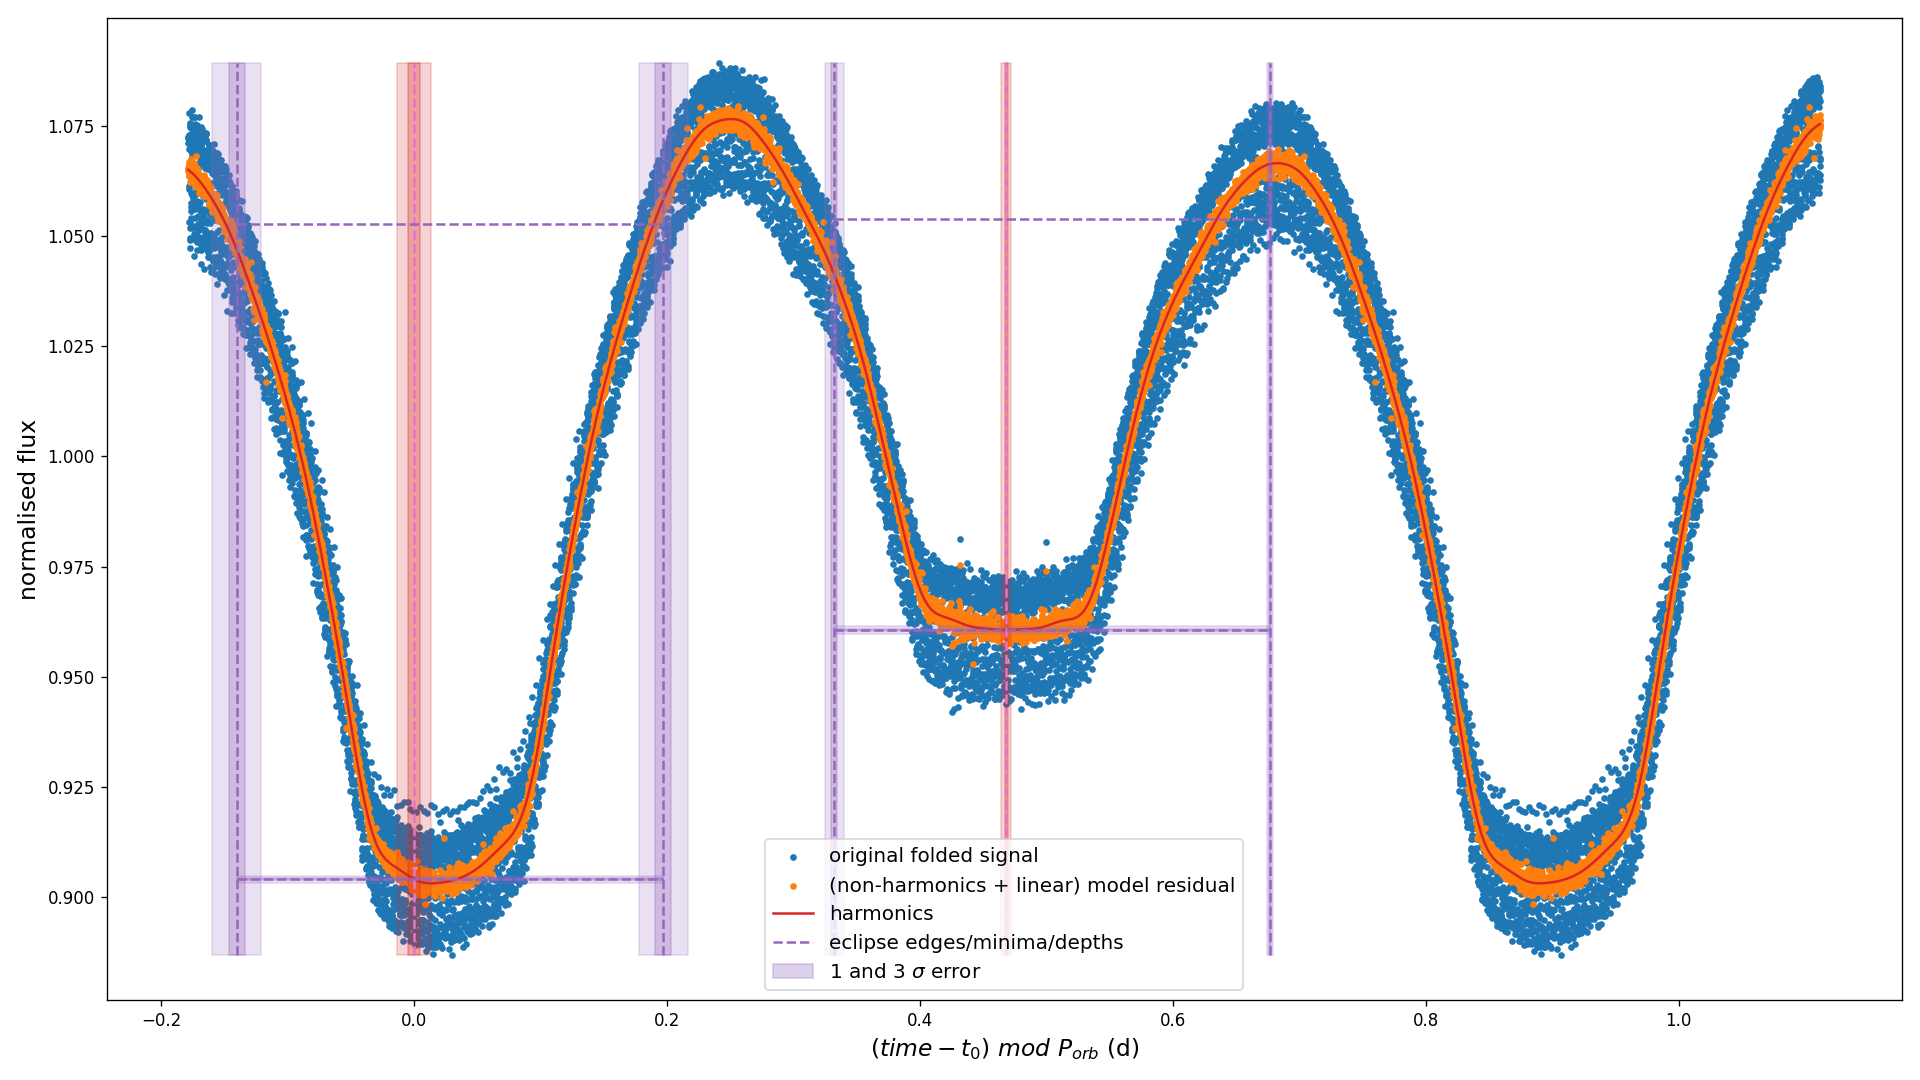 normalised flux
1.075
1.050
1.025
1.000
0.975
0.950
0.925
0.900
original folded signal
(non-harmonics + linear) model residual
harmonics
eclipse edges/minima/depths
1 and 3 σ error
−0.2
0.0
0.2
0.4
0.6
0.8
1.0
(time − t₀) mod Pₒᵣb (d)